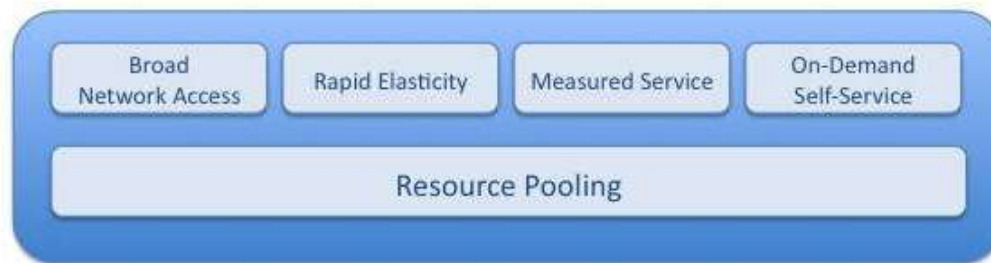 Broad
Network Access
Rapid Elasticity
Measured Service
On-Demand
Self-Service
Resource Pooling